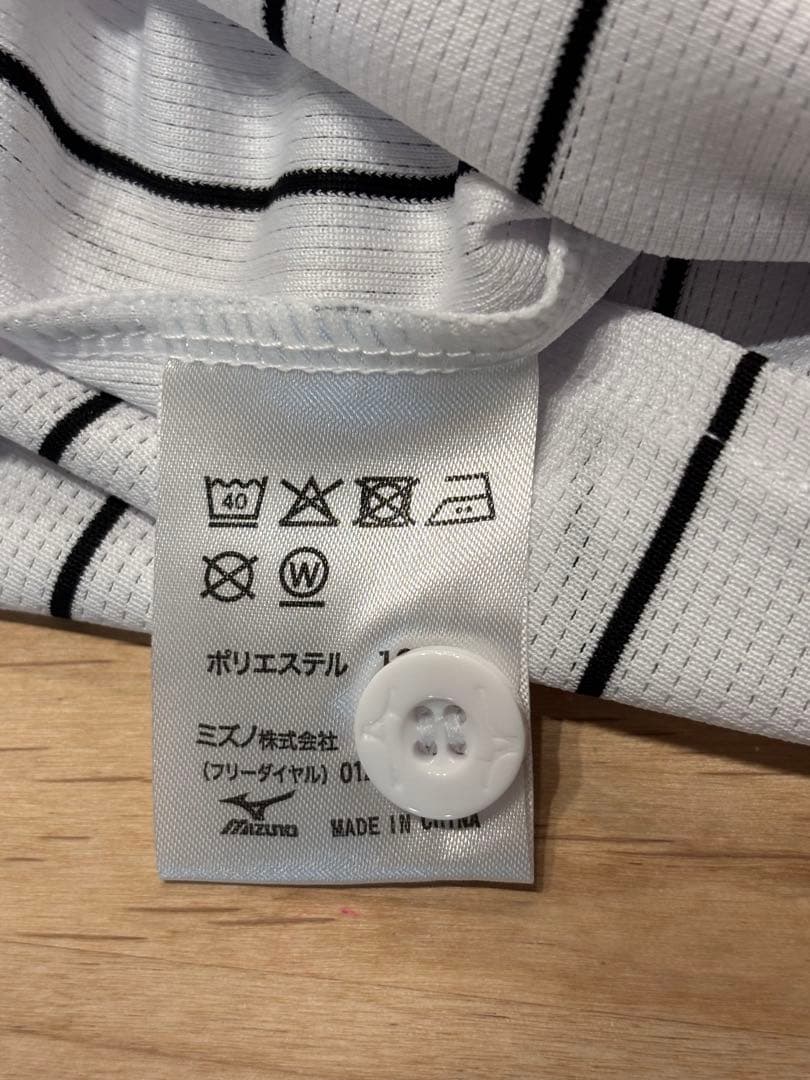 40
W
ポリエステル
ミズノ株式会社
(フリーダイヤル)
Mizuno MADE IN CHINA